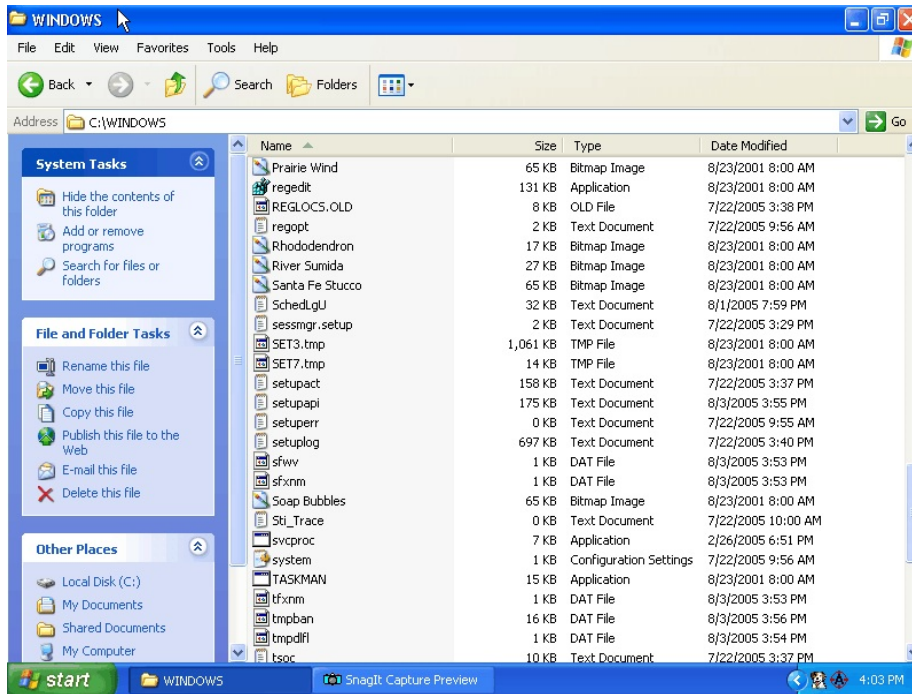 WINDOWS
File Edit View Favorites Tools Help
Back Search Folders
Address C:\WINDOWS Go
System Tasks
Hide the contents of
this folder
Add or remove
programs
Search for files or
folders
File and Folder Tasks
Rename this file
Move this file
Copy this file
Publish this file to the
Web
E-mail this file
Delete this file
Other Places
Local Disk (C:)
My Documents
Shared Documents
My Computer
Name Size Type Date Modified
Prairie Wind 65 KB Bitmap Image 8/23/2001 8:00 AM
regedit 131 KB Application 8/23/2001 8:00 AM
REGLOCS.OLD 8 KB OLD File 7/22/2005 3:38 PM
regopt 2 KB Text Document 7/22/2005 9:56 AM
Rhododendron 17 KB Bitmap Image 8/23/2001 8:00 AM
River Sumida 27 KB Bitmap Image 8/23/2001 8:00 AM
Santa Fe Stucco 65 KB Bitmap Image 8/23/2001 8:00 AM
SchedLgU 32 KB Text Document 8/1/2005 7:59 PM
sessmgr.setup 2 KB Text Document 7/22/2005 3:29 PM
SET3.tmp 1,061 KB TMP File 8/23/2001 8:00 AM
SET7.tmp 14 KB TMP File 8/23/2001 8:00 AM
setupact 158 KB Text Document 7/22/2005 3:37 PM
setupapi 175 KB Text Document 8/3/2005 3:55 PM
setuperr 0 KB Text Document 7/22/2005 9:55 AM
setuplog 697 KB Text Document 7/22/2005 3:40 PM
sfwv 1 KB DAT File 8/3/2005 3:53 PM
sfxnm 1 KB DAT File 8/3/2005 3:53 PM
Soap Bubbles 65 KB Bitmap Image 8/23/2001 8:00 AM
Sti_Trace 0 KB Text Document 7/22/2005 10:00 AM
svcproc 7 KB Application 2/26/2005 6:51 PM
system 1 KB Configuration Settings 7/22/2005 9:56 AM
TASKMAN 15 KB Application 8/23/2001 8:00 AM
tfxnm 1 KB DAT File 8/3/2005 3:53 PM
tmpban 16 KB DAT File 8/3/2005 3:56 PM
tmpdlfl 1 KB DAT File 8/3/2005 3:54 PM
tsoc 10 KB Text Document 7/22/2005 3:37 PM
start WINDOWS SnagIt Capture Preview 4:03 PM